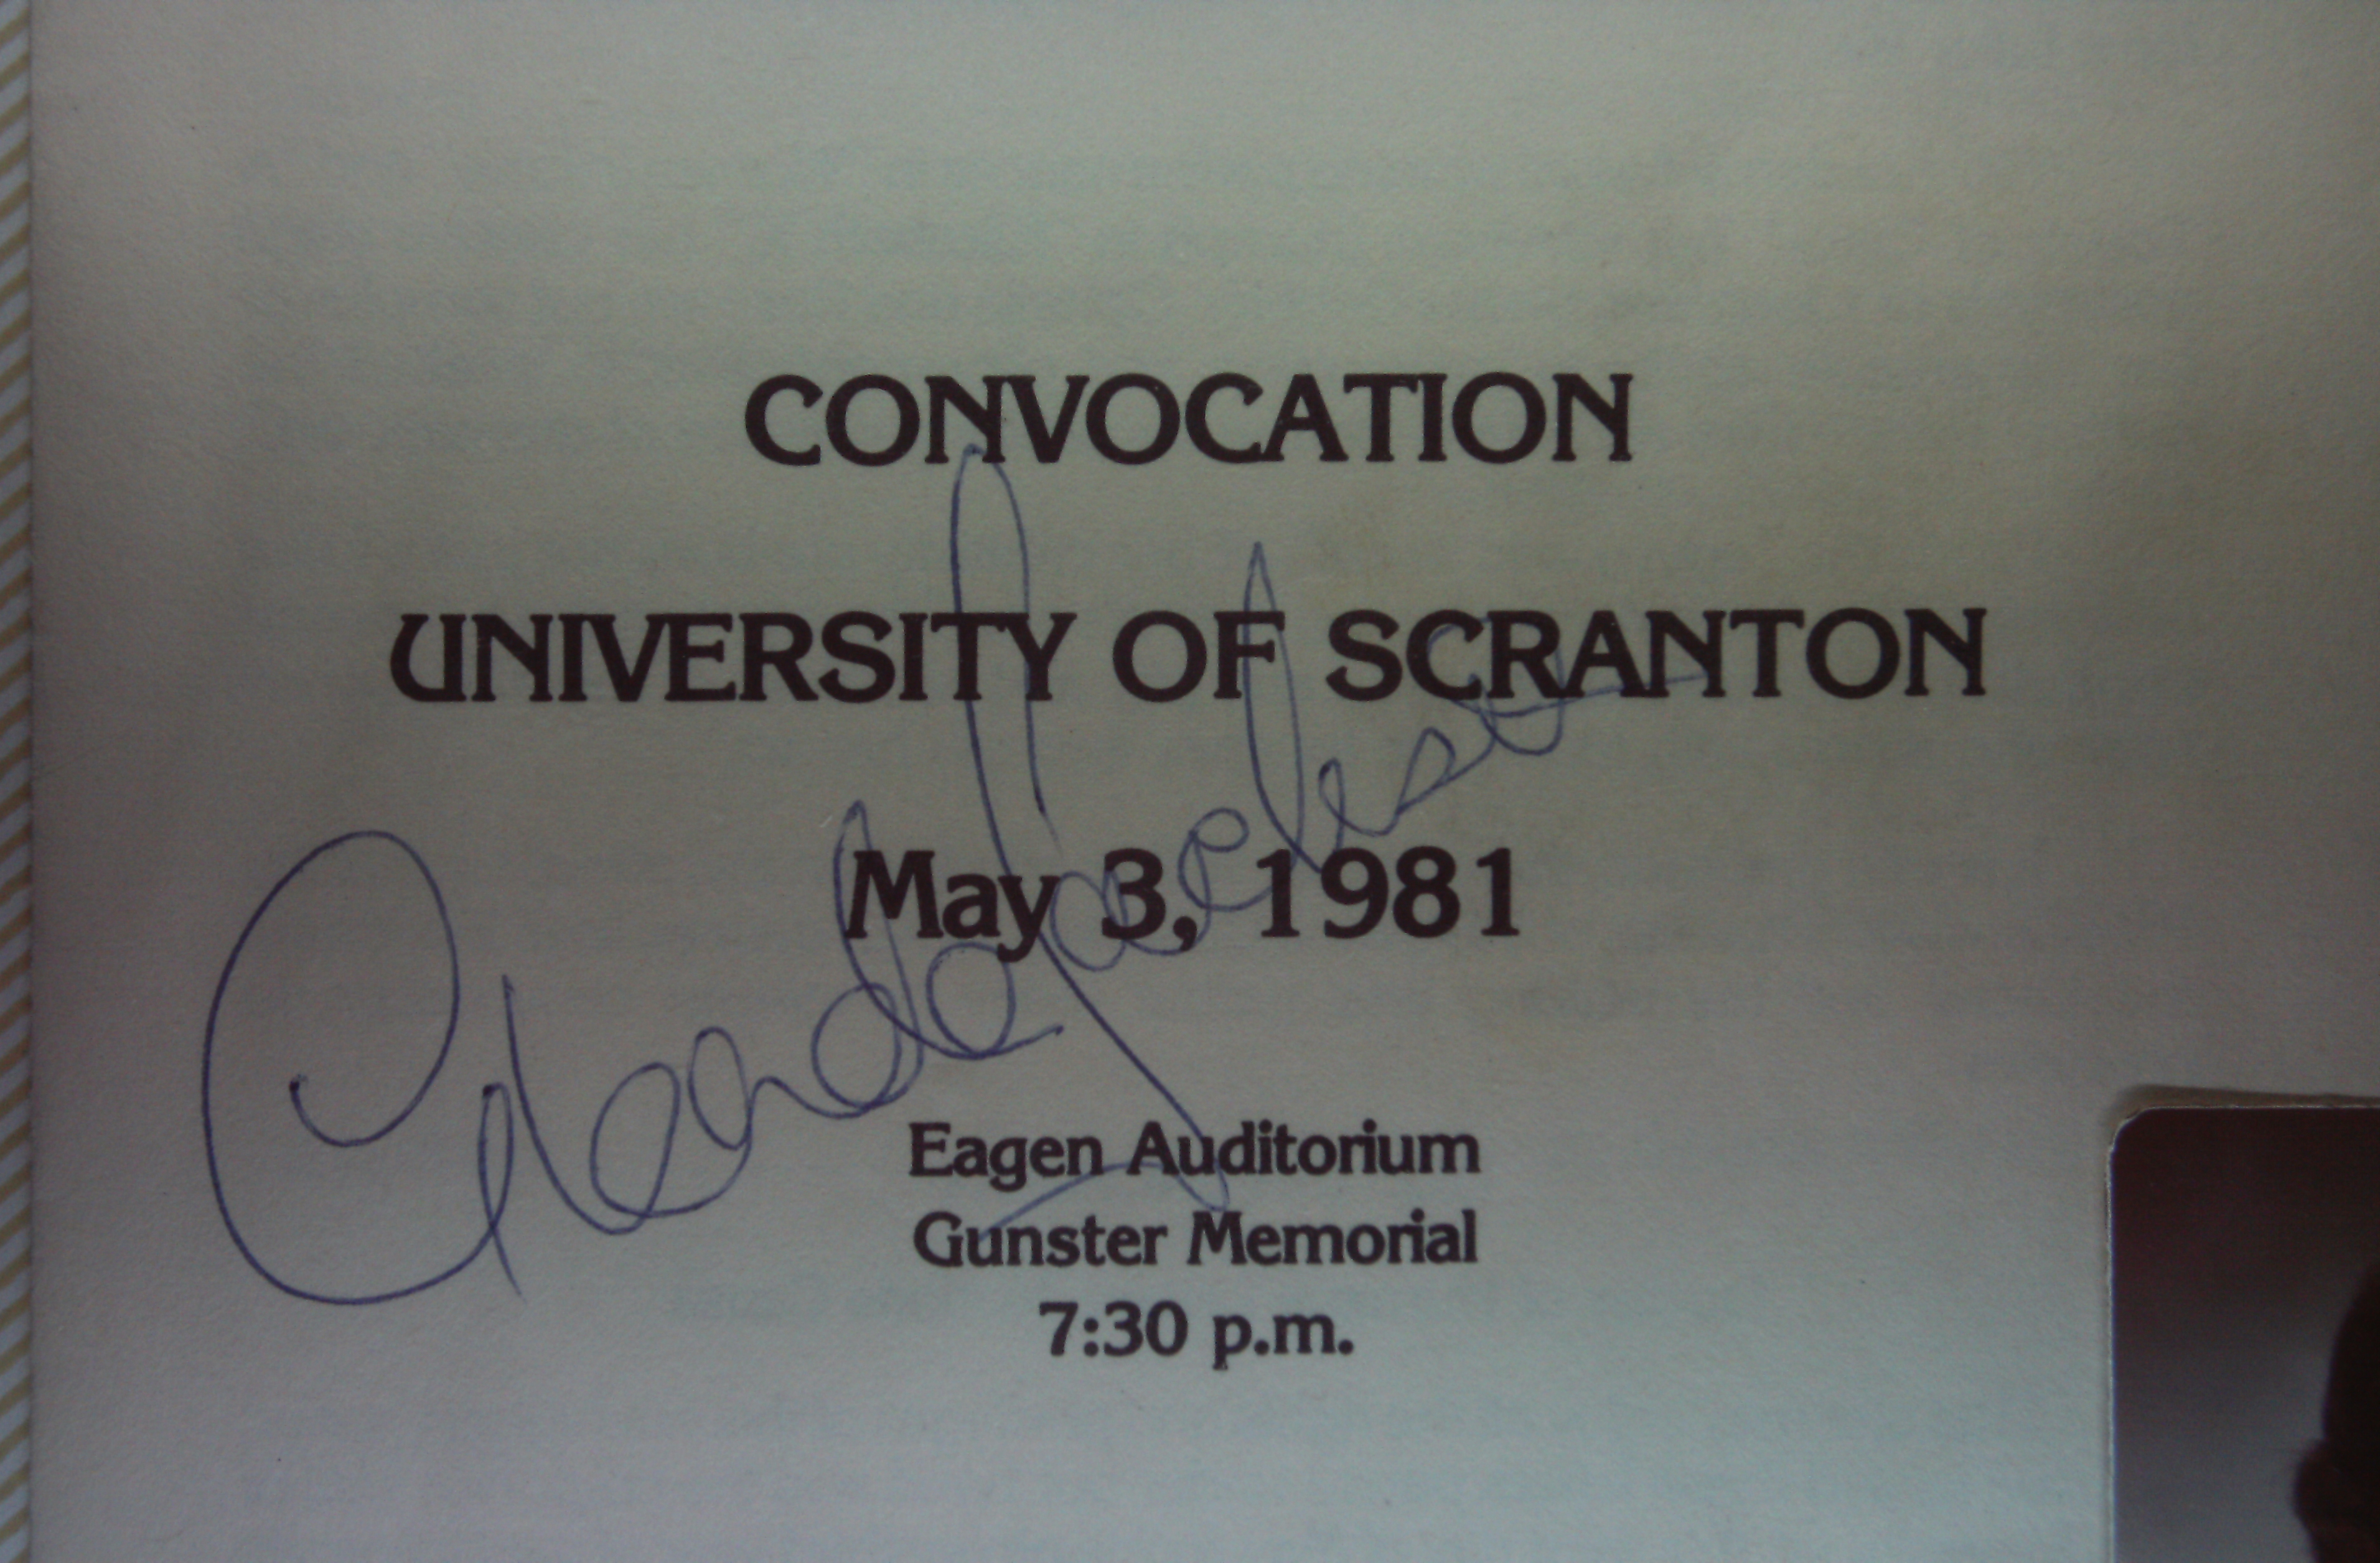 CONVOCATION
UNIVERSITY OF SCRANTON
May 3, 1981
Eagen Auditorium
Gunster Memorial
7:30 p.m.